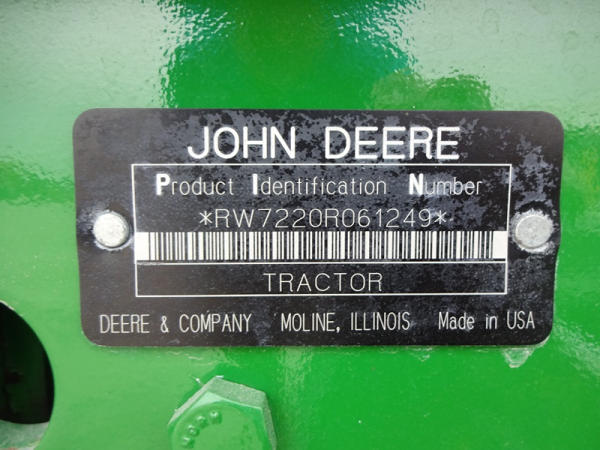 JOHN DEERE
Product Identification Number
*RW7220R061249*
TRACTOR
DEERE & COMPANY MOLINE, ILLINOIS Made in USA